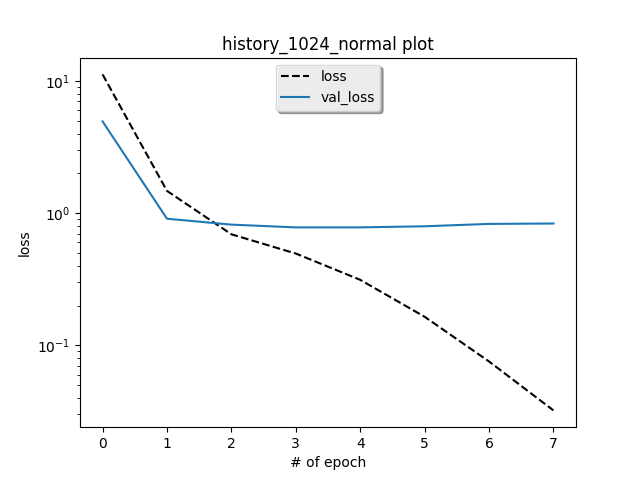 history_1024_normal plot
loss
val_loss
10¹
10⁰
10⁻¹
loss
0 1 2 3 4 5 6 7
# of epoch